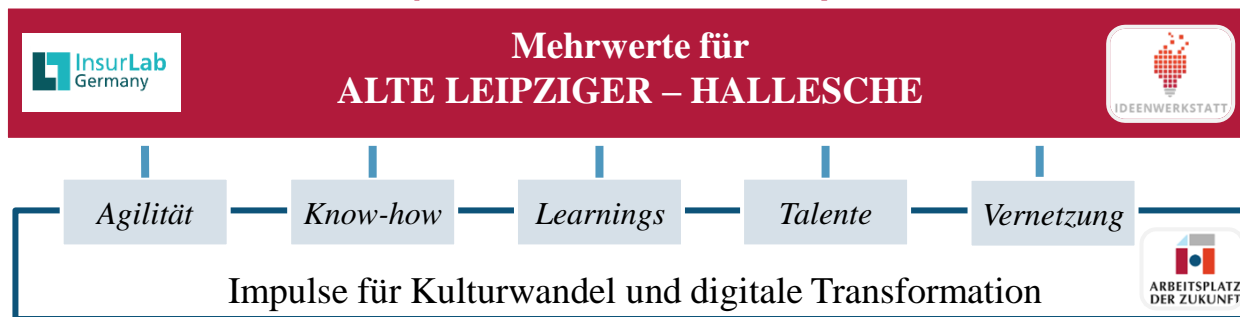 InsurLab
Germany
Mehrwerte für
ALTE LEIPZIGER – HALLESCHE
IDEENWERKSTATT
Agilität
Know-how
Learnings
Talente
Vernetzung
Impulse für Kulturwandel und digitale Transformation
ARBEITSPLATZ
DER ZUKUNFT